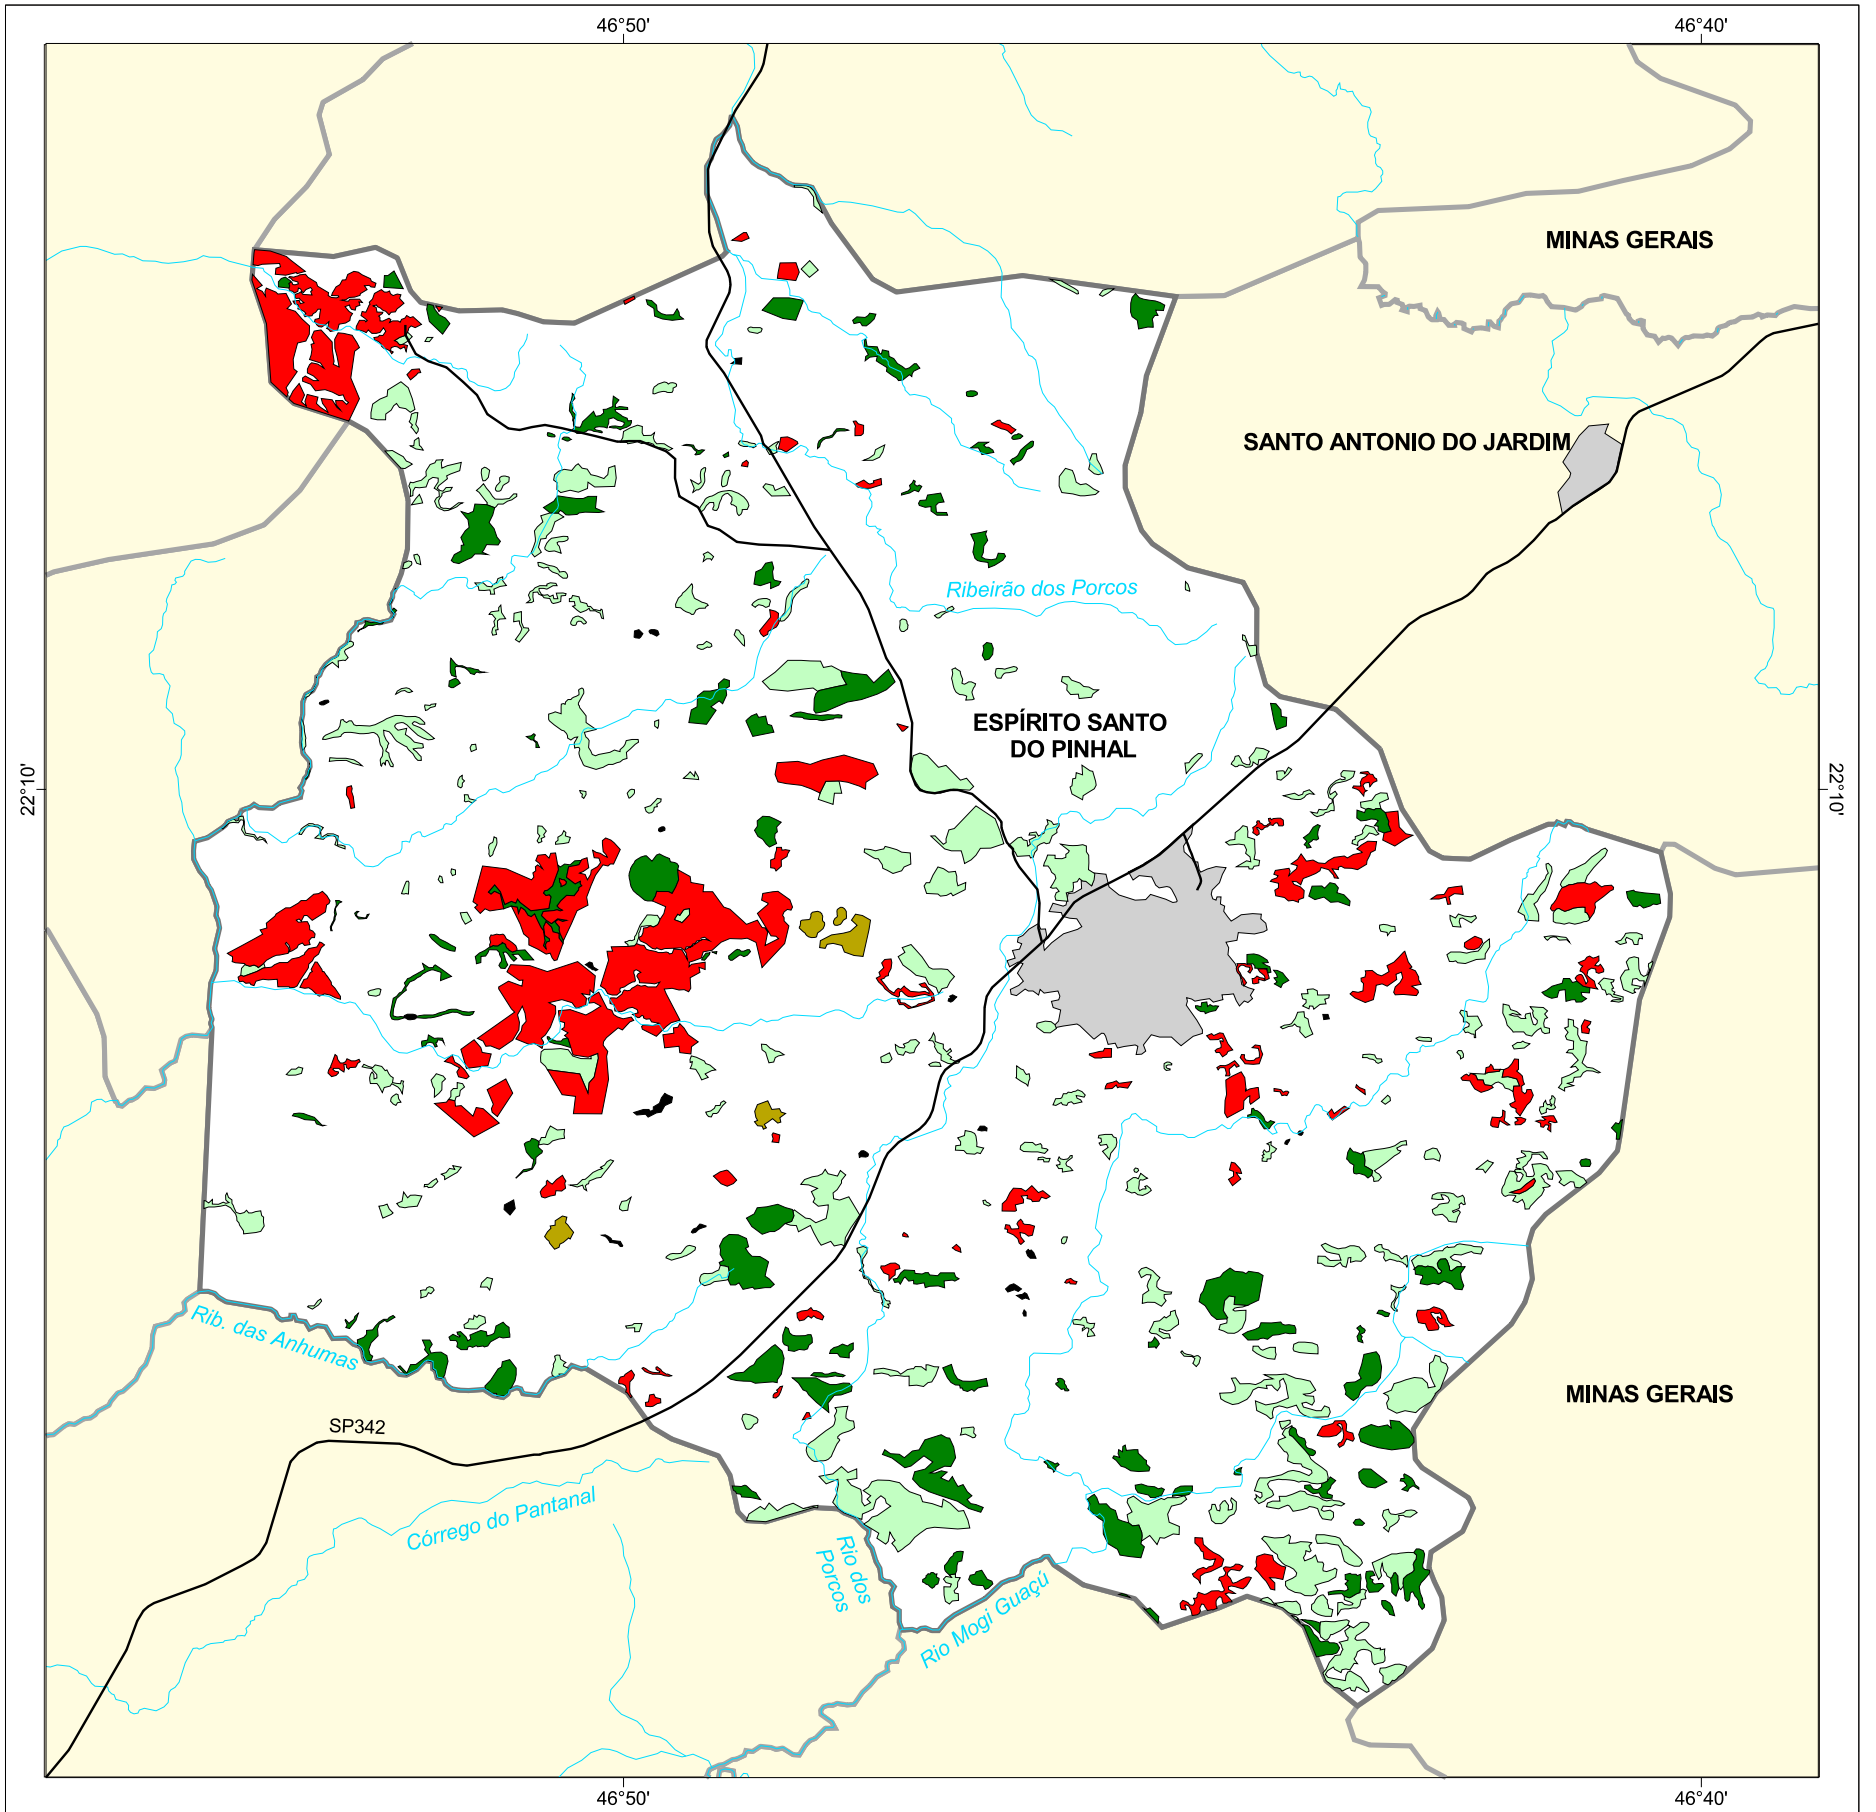 46°50'
46°40'
MINAS GERAIS
SANTO ANTONIO DO JARDIM
Ribeirão dos Porcos
ESPÍRITO SANTO
DO PINHAL
22°10'
22°10'
Rib. das Anhumas
MINAS GERAIS
SP342
Córrego do Pantanal
Rio dos
Porcos
Rio Mogi Guaçú
46°50'
46°40'